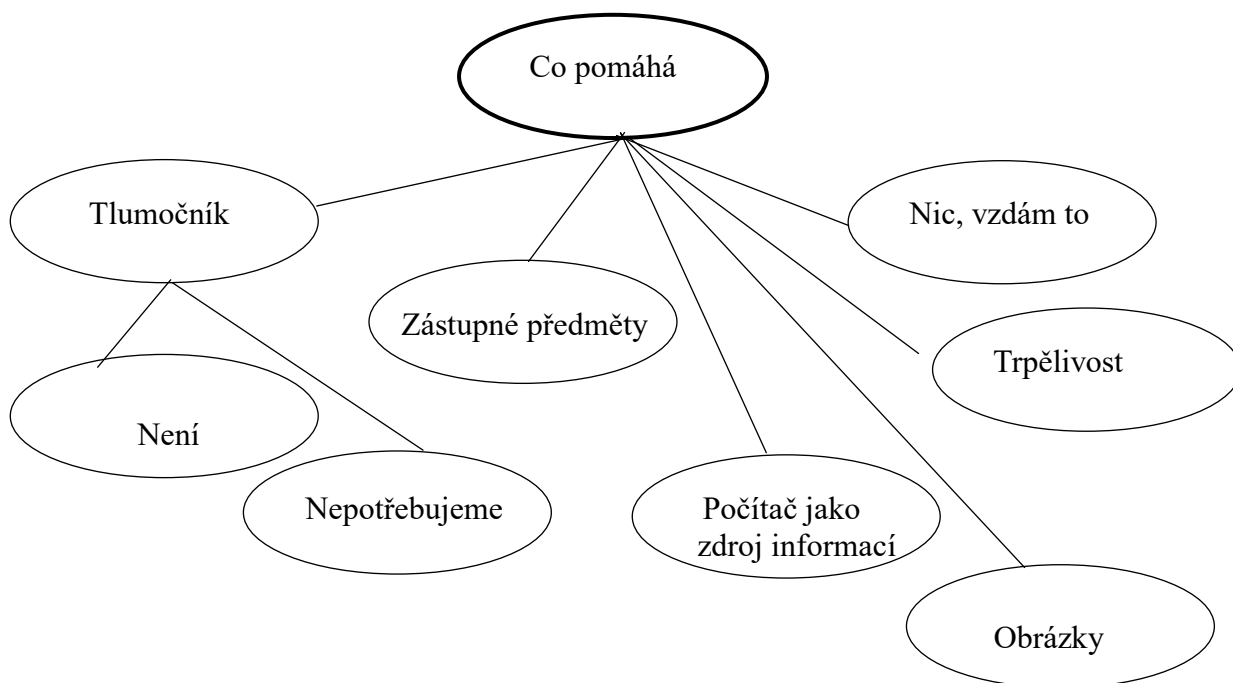 Co pomáhá
Tlumočník
Nic, vzdám to
Zástupné předměty
Trpělivost
Není
Nepotřebujeme
Počítač jako
zdroj informací
Obrázky